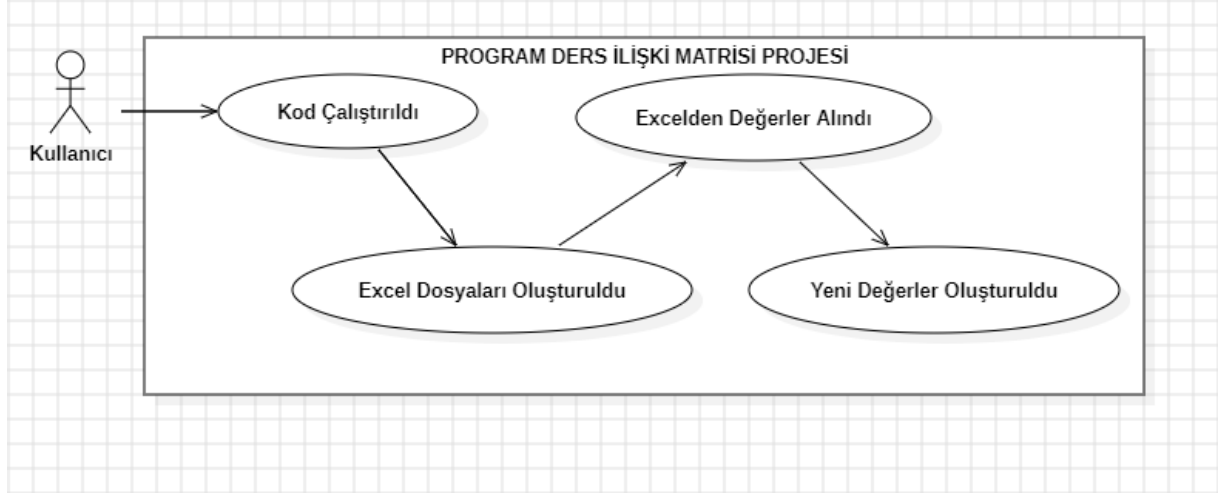 PROGRAM DERS İLİŞKİ MATRİSİ PROJESİ
Kullanıcı
Kod Çalıştırıldı
Excel Dosyaları Oluşturuldu
Excelden Değerler Alındı
Yeni Değerler Oluşturuldu